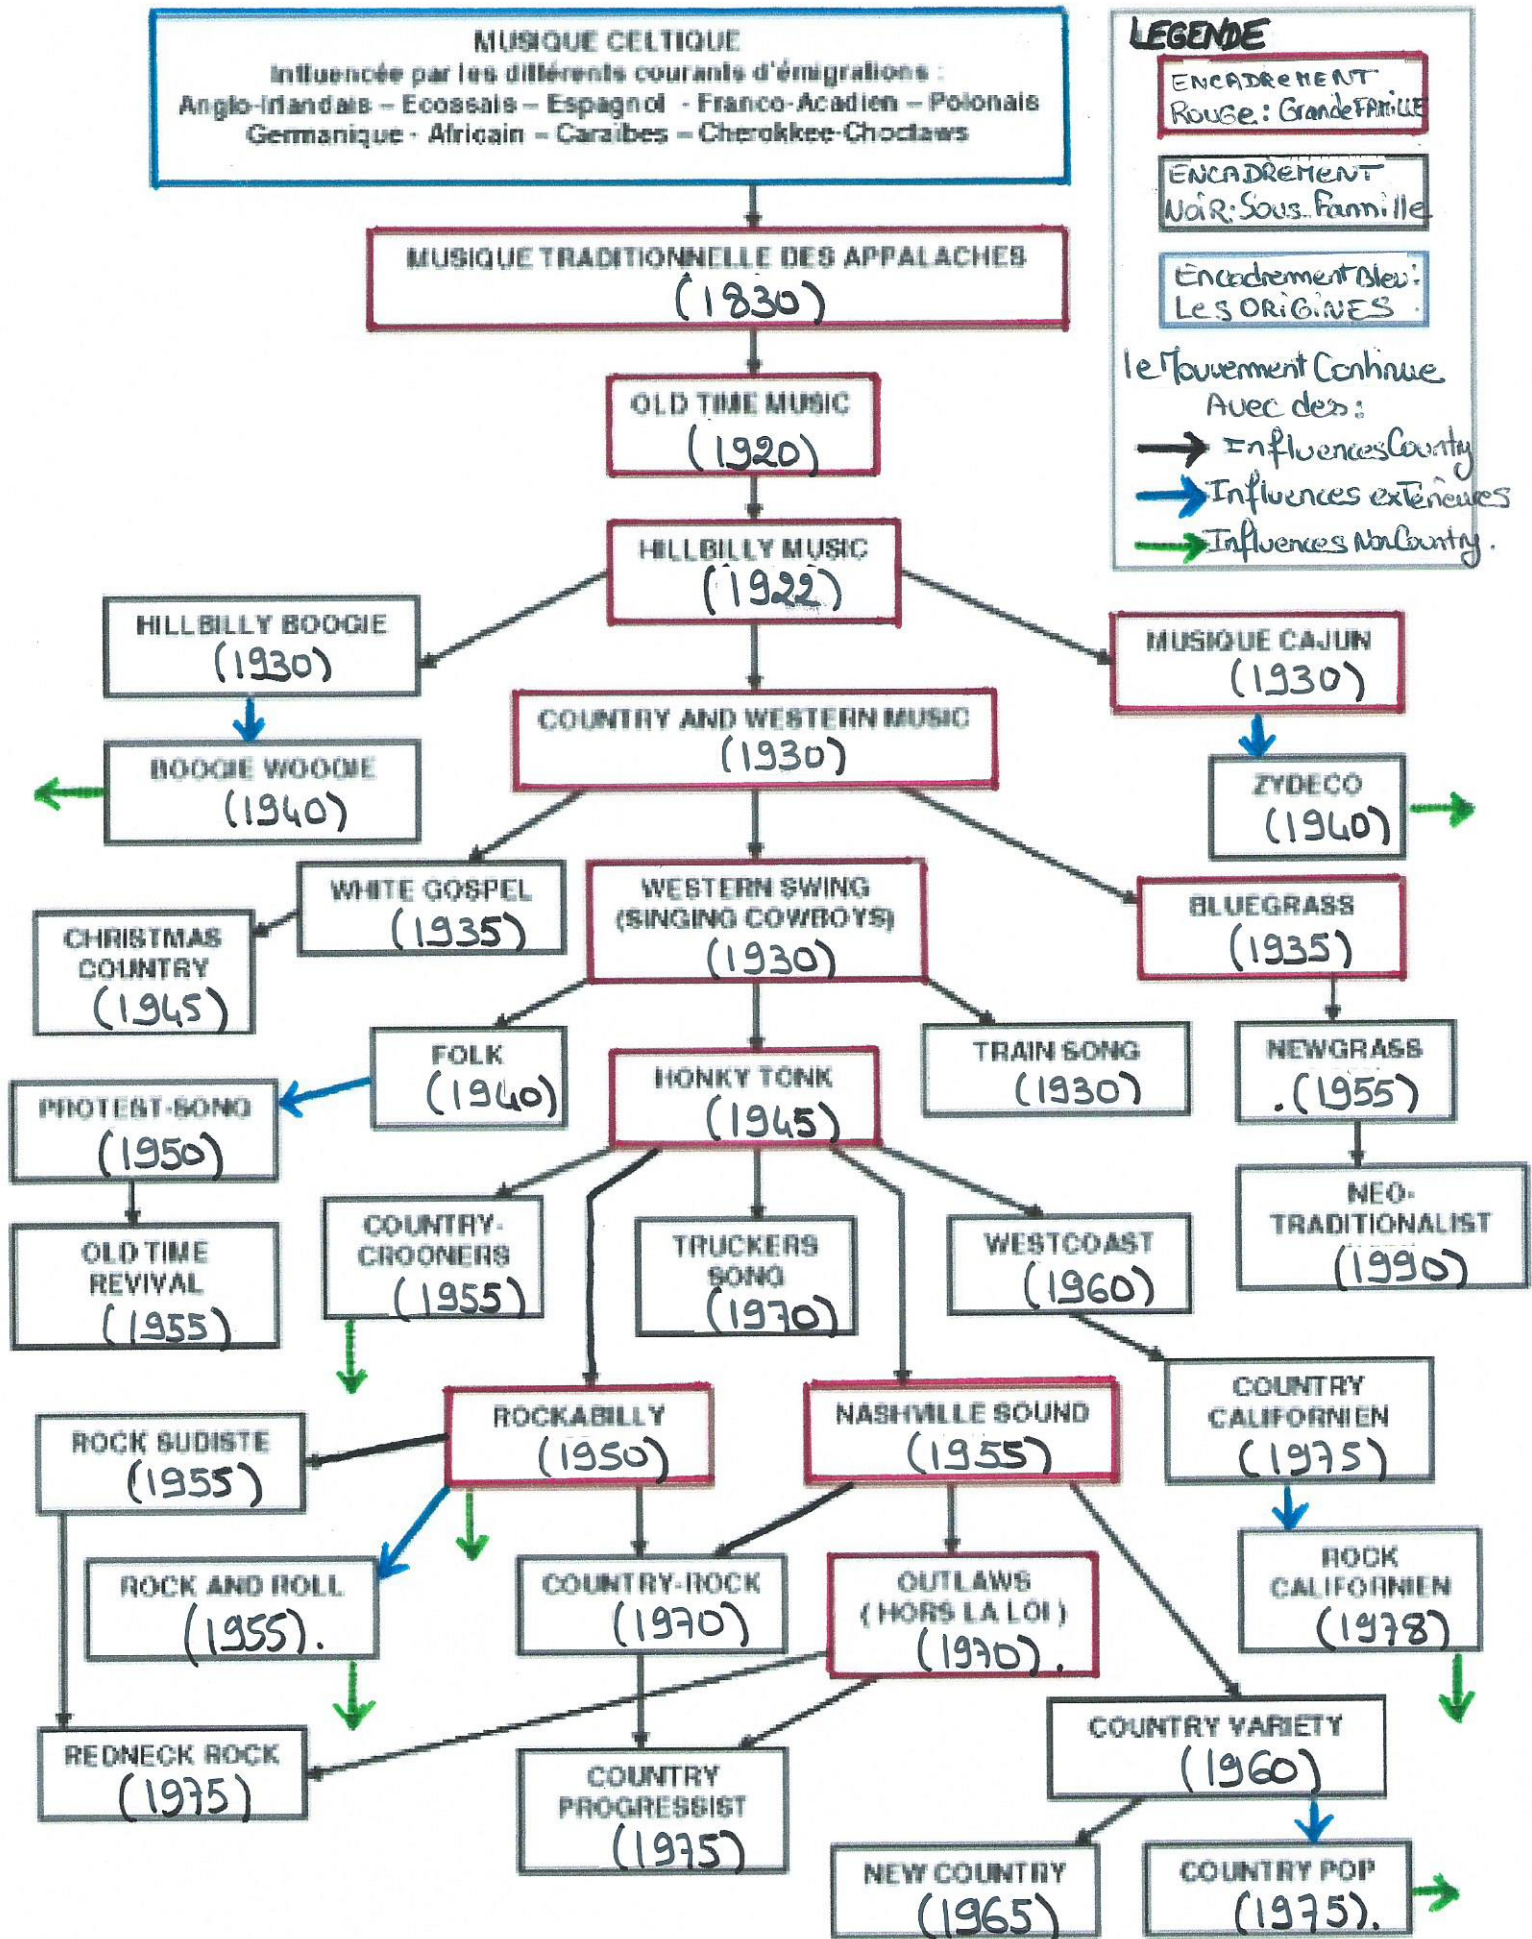 MUSIQUE CELTIQUE
Influencée par les différents courants d'émigrations :
Anglo-Irlandais – Ecossais – Espagnol - Franco-Acadien – Polonais
Germanique - Africain – Caraïbes – Cherokkee-Choctaws
LEGENDE
ENCADREMENT
ROUGE: Grande FAMILLE
ENCADREMENT
NOIR: Sous Fannille
Encadrement Bleu:
Les ORIGINES.
le Mouvement Continue
Avec des:
Influences Country
Influences extérieures
Influences Non Country.
MUSIQUE TRADITIONNELLE DES APPALACHES
(1830)
OLD TIME MUSIC
(1920)
HILLBILLY MUSIC
(1922)
HILLBILLY BOOGIE
(1930)
MUSIQUE CAJUN
(1930)
COUNTRY AND WESTERN MUSIC
(1930)
BOOGIE WOOGIE
(1940)
ZYDECO
(1940)
WHITE GOSPEL
(1935)
WESTERN SWING
(SINGING COWBOYS)
(1930)
BLUEGRASS
(1935)
CHRISTMAS
COUNTRY
(1945)
FOLK
(1940)
HONKY TONK
(1945)
TRAIN SONG
(1930)
NEWGRASS
.(1955)
PROTEST-SONG
(1950)
OLD TIME
REVIVAL
(1955)
COUNTRY-
CROONERS
(1955)
TRUCKERS
SONG
(1970)
WESTCOAST
(1960)
NEO-
TRADITIONALIST
(1990)
ROCK SUDISTE
(1955)
ROCKABILLY
(1950)
NASHVILLE SOUND
(1955)
COUNTRY
CALIFORNIEN
(1975)
ROCK AND ROLL
(1955).
COUNTRY-ROCK
(1970)
OUTLAWS
( HORS LA LOI )
(1970).
ROCK
CALIFORNIEN
(1978)
REDNECK ROCK
(1975)
COUNTRY
PROGRESSIST
(1975)
COUNTRY VARIETY
(1960)
NEW COUNTRY
(1965)
COUNTRY POP
(1975).